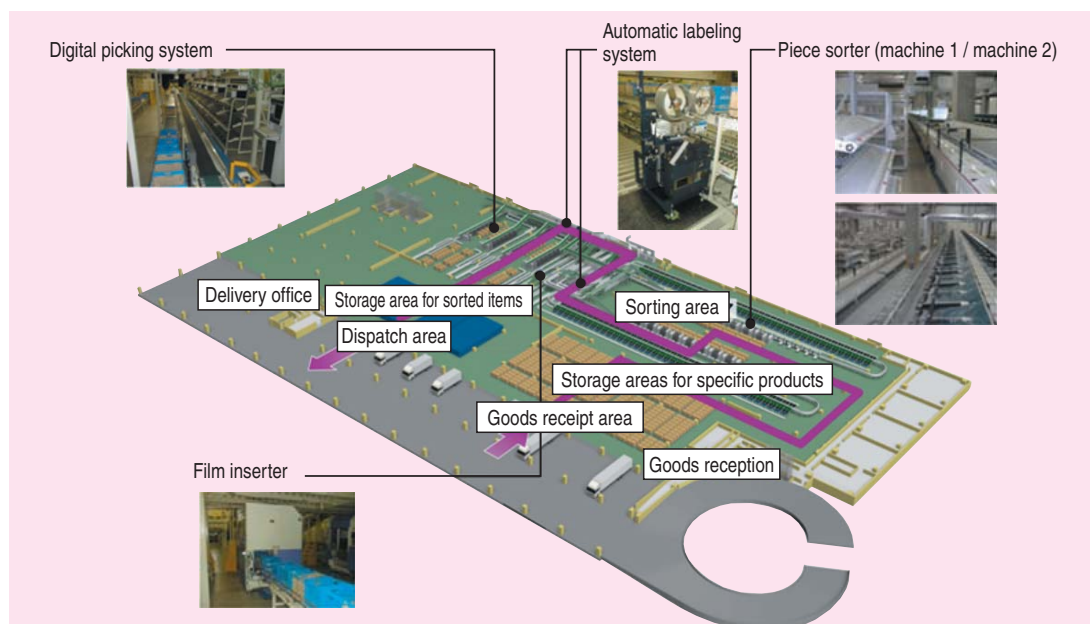 Digital picking system
Automatic labeling
system
Piece sorter (machine 1 / machine 2)
Delivery office
Storage area for sorted items
Sorting area
Dispatch area
Storage areas for specific products
Goods receipt area
Goods reception
Film inserter